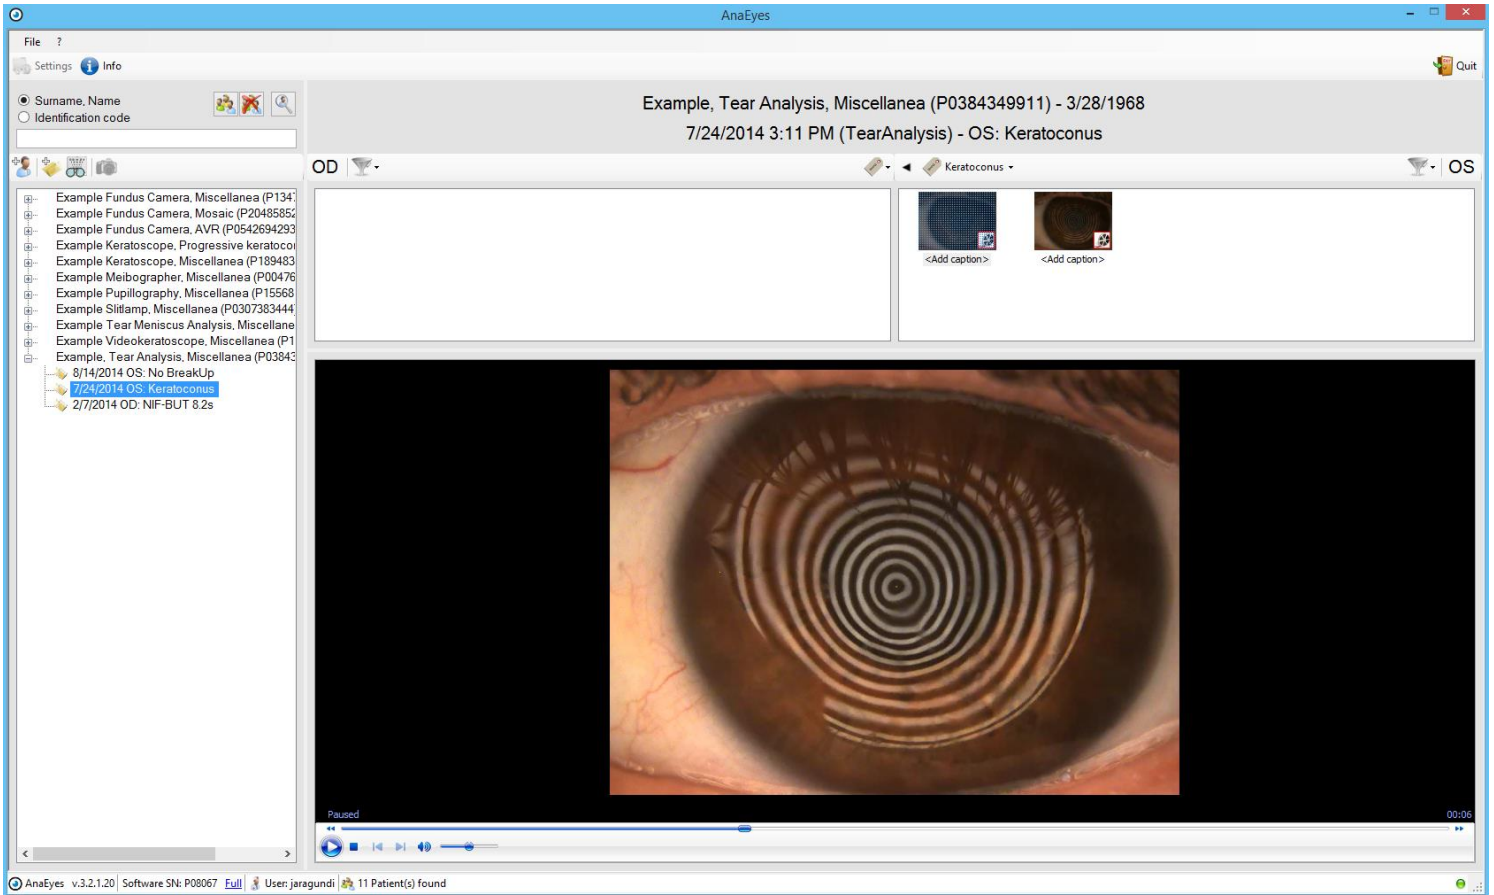 AnaEyes
File ?
Settings Info Quit
Surname, Name
Identification code
Example, Tear Analysis, Miscellanea (P0384349911) - 3/28/1968
7/24/2014 3:11 PM (TearAnalysis) - OS: Keratoconus
OD Keratoconus OS
Example Fundus Camera, Miscellanea (P134
Example Fundus Camera, Mosaic (P20485852
Example Fundus Camera, AVR (P0542694293
Example Keratoscope, Progressive keratoco
Example Keratoscope, Miscellanea (P189483
Example Meibographer, Miscellanea (P00476
Example Pupillography, Miscellanea (P15568
Example Slitlamp, Miscellanea (P0307383444
Example Tear Meniscus Analysis, Miscellane
Example Videokeratoscope, Miscellanea (P1
Example, Tear Analysis, Miscellanea (P03843
8/14/2014 OS: No BreakUp
7/24/2014 OS: Keratoconus
2/7/2014 OD: NIF-BUT 8.2s
<Add caption> <Add caption>
Paused 00:06
AnaEyes v.3.2.1.20 Software SN: P08067 Full User: jaragundi 11 Patient(s) found